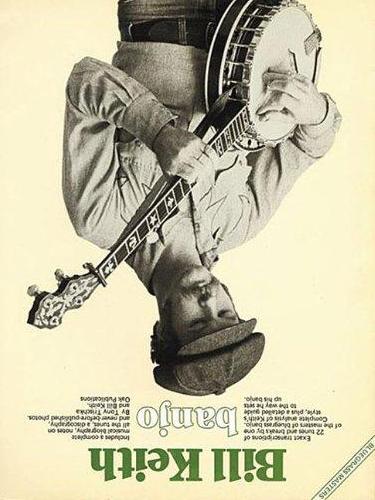 BLUEGRASS MASTERS
Bill Keith
banjo
Exact transcriptions of
22 tunes and breaks by one
of the masters of bluegrass banjo.
Complete analysis of Keith's
style, plus a detailed guide
to the way he sets
up his banjo.
Includes complete
musical biography, notes on
all the tunes, a discography,
and never-before-published photos.
By Tony Trischka
and Bill Keith.
Oak Publications